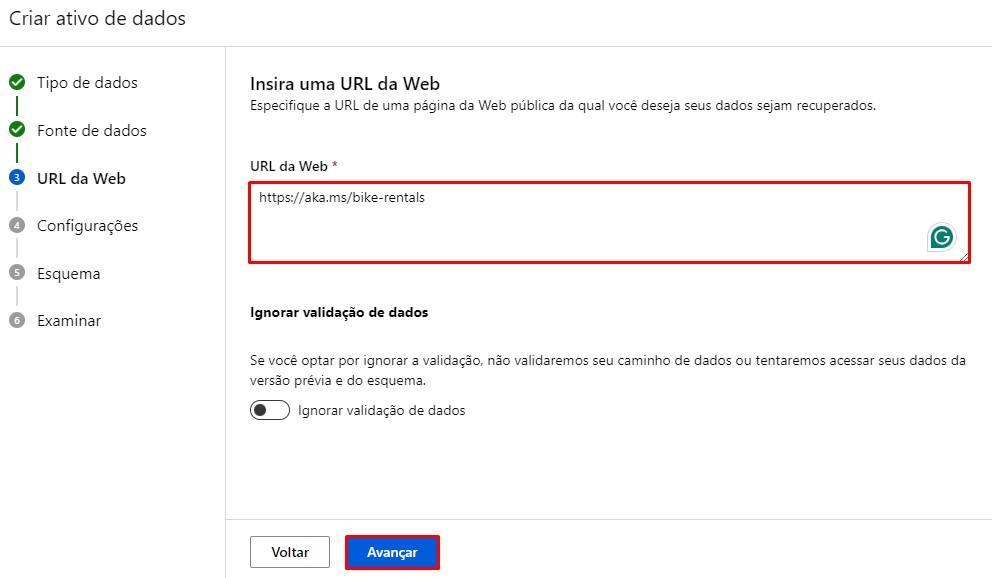 Criar ativo de dados
Tipo de dados
Fonte de dados
3 URL da Web
4 Configurações
5 Esquema
6 Examinar
Insira uma URL da Web
Especifique a URL de uma página da Web pública da qual você deseja seus dados sejam recuperados.
URL da Web *
https://aka.ms/bike-rentals
G
Ignorar validação de dados
Se você optar por ignorar a validação, não validaremos seu caminho de dados ou tentaremos acessar seus dados da
versão prévia e do esquema.
Ignorar validação de dados
Voltar
Avançar